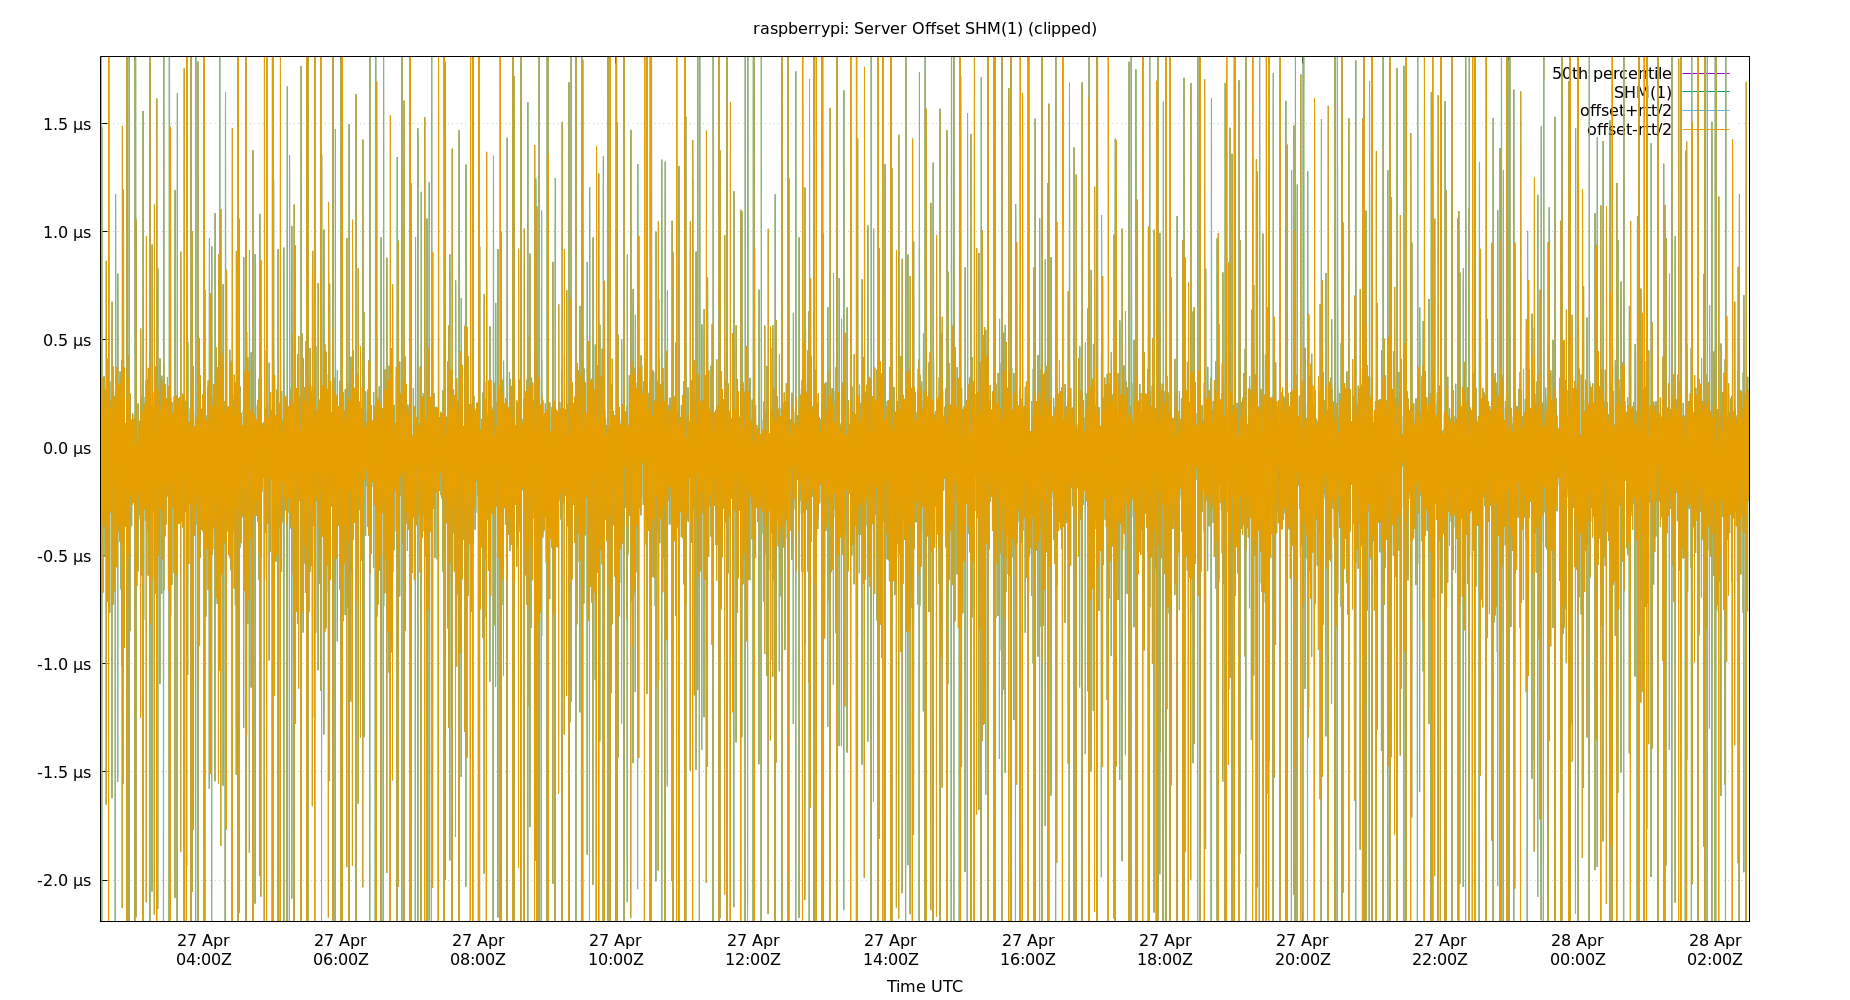 raspberrypi: Server Offset SHM(1) (clipped)
50th percentile
SHM(1)
offset+rtt/2
offset-rtt/2
1.5 µs
1.0 µs
0.5 µs
0.0 µs
-0.5 µs
-1.0 µs
-1.5 µs
-2.0 µs
27 Apr 27 Apr 27 Apr 27 Apr 27 Apr 27 Apr 27 Apr 27 Apr 27 Apr 27 Apr 28 Apr 28 Apr
04:00Z 06:00Z 08:00Z 10:00Z 12:00Z 14:00Z 16:00Z 18:00Z 20:00Z 22:00Z 00:00Z 02:00Z
Time UTC